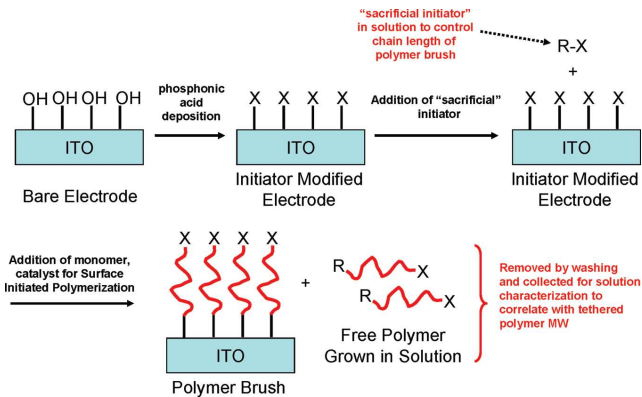 "sacrificial initiator"
in solution to control
chain length of
polymer brush
R-X
+
OH OH OH OH
ITO
Bare Electrode
phosphonic
acid
deposition
X X X X
ITO
Initiator Modified
Electrode
Addition of "sacrificial"
initiator
X X X X
ITO
Initiator Modified
Electrode
Addition of monomer,
catalyst for Surface
Initiated Polymerization
X X X X
ITO
Polymer Brush
+
R X
R X
Free Polymer
Grown in Solution
Removed by washing
and collected for solution
characterization to
correlate with tethered
polymer MW